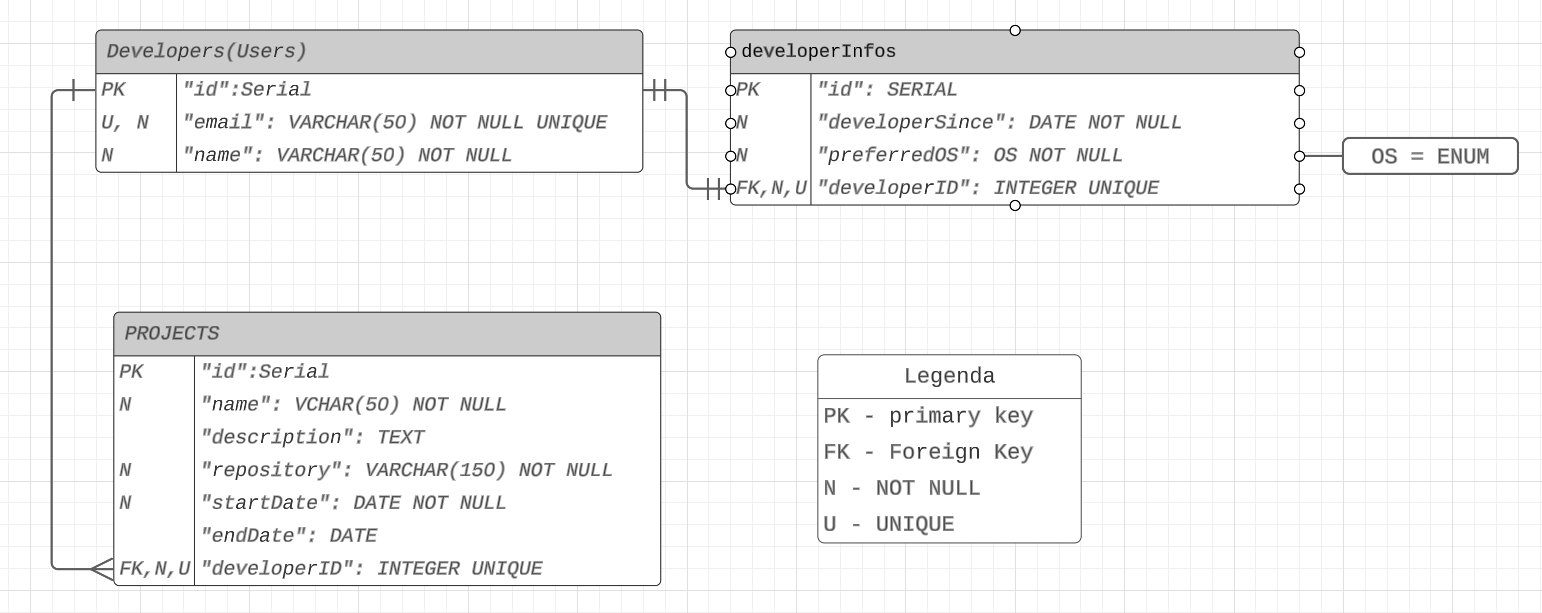 Developers(Users)
PK "id":Serial
U, N "email": VARCHAR(50) NOT NULL UNIQUE
N "name": VARCHAR(50) NOT NULL
developerInfos
PK "id": SERIAL
N "developerSince": DATE NOT NULL
N "preferredOS": OS NOT NULL
FK,N,U "developerID": INTEGER UNIQUE
OS = ENUM
PROJECTS
PK "id":Serial
N "name": VCHAR(50) NOT NULL
"description": TEXT
N "repository": VARCHAR(150) NOT NULL
N "startDate": DATE NOT NULL
"endDate": DATE
FK,N,U "developerID": INTEGER UNIQUE
Legenda
PK - primary key
FK - Foreign Key
N - NOT NULL
U - UNIQUE